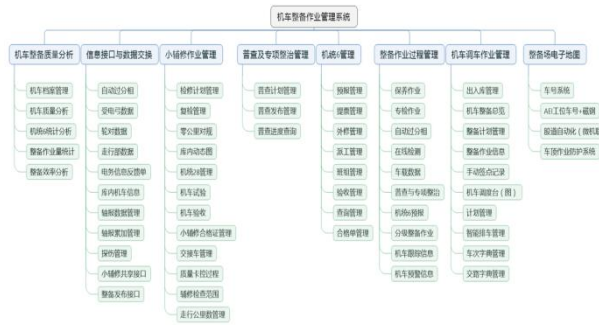 机车整备作业管理系统
机车整备质量分析
机车档案管理
机车质量分析
机统6统计分析
整备作业量统计
整备效率分析
信息接口与数据交换
自动过分相
受电弓数据
轮对数据
走行部数据
电务信息反馈单
库内机车信息
轴报数据管理
轴报累加管理
探伤管理
小辅修共享接口
整备发布接口
小辅修作业管理
检修计划管理
复检管理
零公里对规
库内动态图
机统28管理
机车试验
机车验收
小辅修合格证管理
交接车管理
质量卡控过程
辅修检查范围
走行公里数管理
普查及专项整治管理
普查计划管理
普查发布管理
普查进度查询
机统6管理
预报管理
提票管理
外修管理
派工管理
班组管理
验收管理
查询管理
合格单管理
整备作业过程管理
保养作业
专检作业
自动过分相
在线检测
车载数据
普查与专项整治
机统6预报
分级整备作业
机车跟踪信息
机车预警信息
机车调车作业管理
出入库管理
机车整备总览
整备计划管理
整备作业信息
手动签点记录
机车调度台（图）
计划管理
智能排车管理
车次字典管理
交路字典管理
整备场电子地图
车号系统
AEI工位车号+磁钢
股道自动化（微机联
车顶作业防护系统